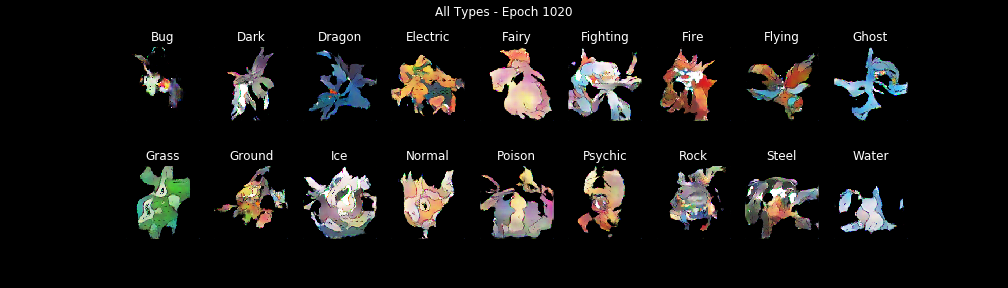 All Types - Epoch 1020
Bug Dark Dragon Electric Fairy Fighting Fire Flying Ghost
Grass Ground Ice Normal Poison Psychic Rock Steel Water